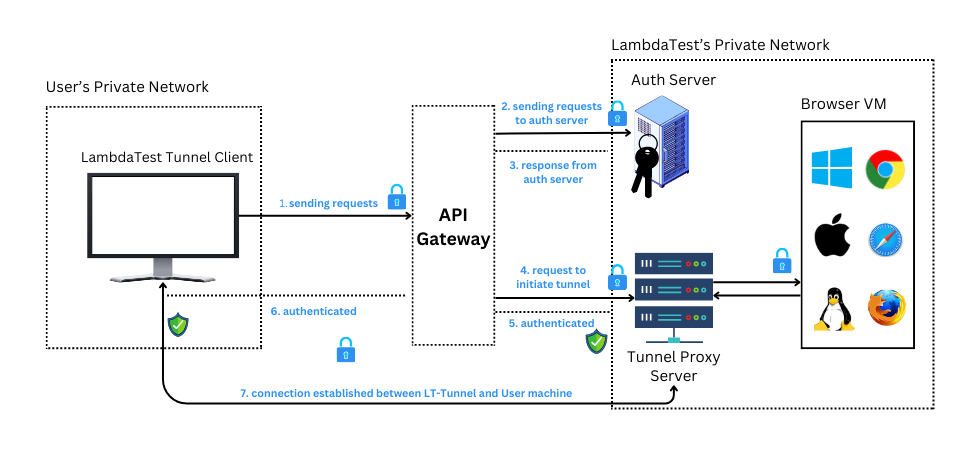 LambdaTest's Private Network
User's Private Network
Auth Server
Browser VM
LambdaTest Tunnel Client
1. sending requests
API
Gateway
2. sending requests
to auth server
3. response from
auth server
4. request to
initiate tunnel
5. authenticated
6. authenticated
Tunnel Proxy
Server
7. connection established between LT-Tunnel and User machine